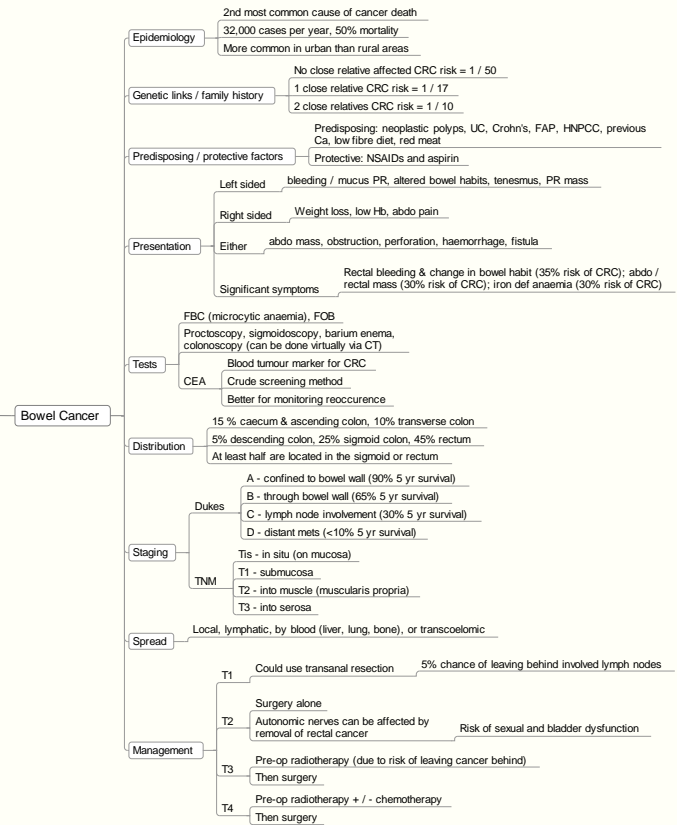 Bowel Cancer
Epidemiology
2nd most common cause of cancer death
32,000 cases per year, 50% mortality
More common in urban than rural areas
Genetic links / family history
No close relative affected CRC risk = 1 / 50
1 close relative CRC risk = 1 / 17
2 close relatives CRC risk = 1 / 10
Predisposing / protective factors
Predisposing: neoplastic polyps, UC, Crohn's, FAP, HNPCC, previous
Ca, low fibre diet, red meat
Protective: NSAIDs and aspirin
Presentation
Left sided
bleeding / mucus PR, altered bowel habits, tenesmus, PR mass
Right sided
Weight loss, low Hb, abdo pain
Either
abdo mass, obstruction, perforation, haemorrhage, fistula
Significant symptoms
Rectal bleeding & change in bowel habit (35% risk of CRC); abdo /
rectal mass (30% risk of CRC); iron def anaemia (30% risk of CRC)
Tests
FBC (microcytic anaemia), FOB
Proctoscopy, sigmoidoscopy, barium enema,
colonoscopy (can be done virtually via CT)
CEA
Blood tumour marker for CRC
Crude screening method
Better for monitoring reoccurence
Distribution
15 % caecum & ascending colon, 10% transverse colon
5% descending colon, 25% sigmoid colon, 45% rectum
At least half are located in the sigmoid or rectum
Staging
Dukes
A - confined to bowel wall (90% 5 yr survival)
B - through bowel wall (65% 5 yr survival)
C - lymph node involvement (30% 5 yr survival)
D - distant mets (<10% 5 yr survival)
TNM
Tis - in situ (on mucosa)
T1 - submucosa
T2 - into muscle (muscularis propria)
T3 - into serosa
Spread
Local, lymphatic, by blood (liver, lung, bone), or transcoelomic
Management
T1
Could use transanal resection
5% chance of leaving behind involved lymph nodes
T2
Surgery alone
Autonomic nerves can be affected by
removal of rectal cancer
Risk of sexual and bladder dysfunction
T3
Pre-op radiotherapy (due to risk of leaving cancer behind)
Then surgery
T4
Pre-op radiotherapy + / - chemotherapy
Then surgery